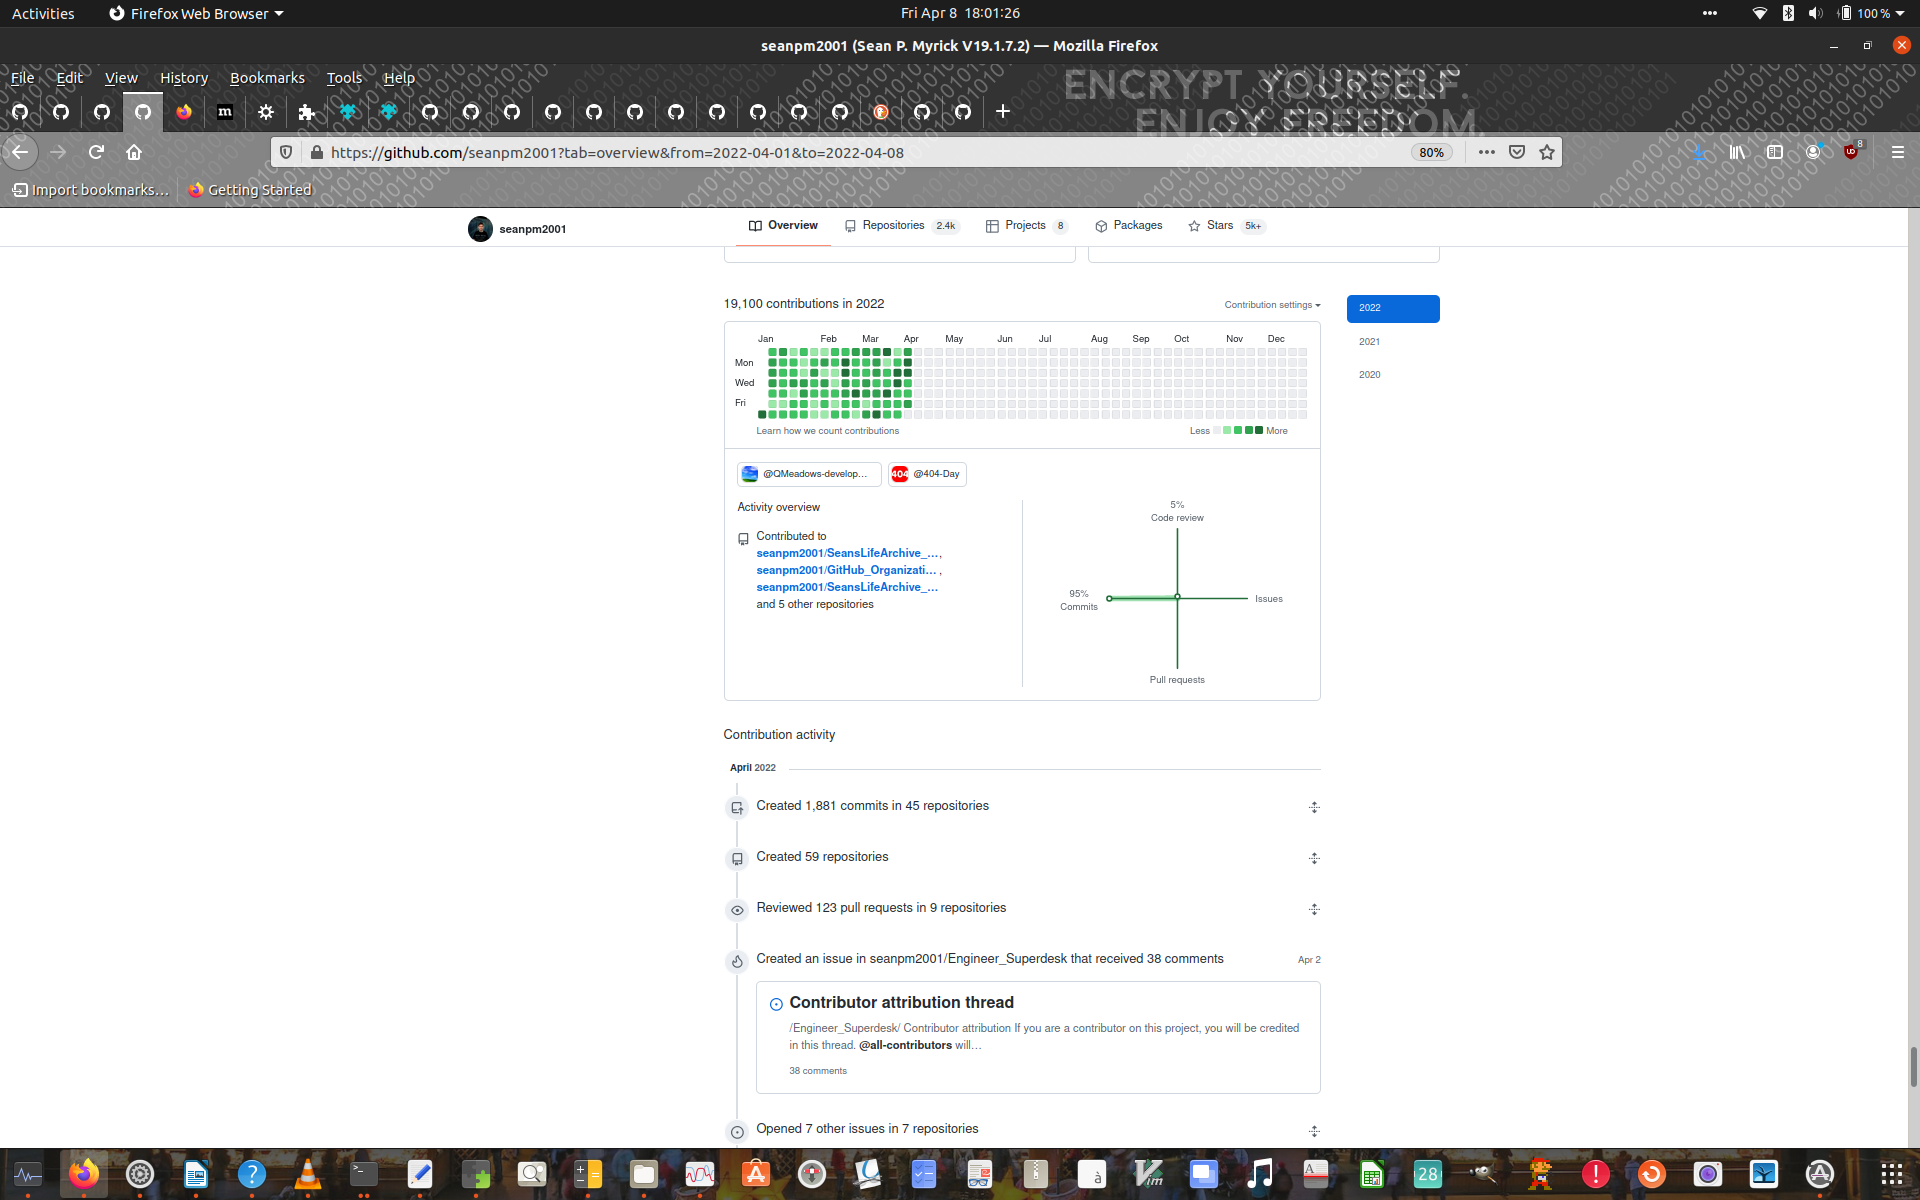 Activities
Firefox Web Browser
Fri Apr 8 18:01:26
100 %
seanpm2001 (Sean P. Myrick V19.1.7.2) — Mozilla Firefox
File Edit View History Bookmarks Tools Help
ENCRYPT YOURSELF.
ENJOY FREEDOM.
https://github.com/seanpm2001?tab=overview&from=2022-04-01&to=2022-04-08
80%
8
Import bookmarks…
Getting Started
seanpm2001
Overview
Repositories 2.4k
Projects 8
Packages
Stars 5k+
19,100 contributions in 2022
Contribution settings
2022
2021
2020
Jan Feb Mar Apr May Jun Jul Aug Sep Oct Nov Dec
Mon
Wed
Fri
Learn how we count contributions
Less More
@QMeadows-develop…
404 @404-Day
Activity overview
Contributed to
seanpm2001/SeansLifeArchive_…,
seanpm2001/GitHub_Organizati… ,
seanpm2001/SeansLifeArchive_…
and 5 other repositories
5%
Code review
95%
Commits
Issues
Pull requests
Contribution activity
April 2022
Created 1,881 commits in 45 repositories
Created 59 repositories
Reviewed 123 pull requests in 9 repositories
Created an issue in seanpm2001/Engineer_Superdesk that received 38 comments
Apr 2
Contributor attribution thread
/Engineer_Superdesk/ Contributor attribution If you are a contributor on this project, you will be credited
in this thread. @all-contributors will…
38 comments
Opened 7 other issues in 7 repositories
28